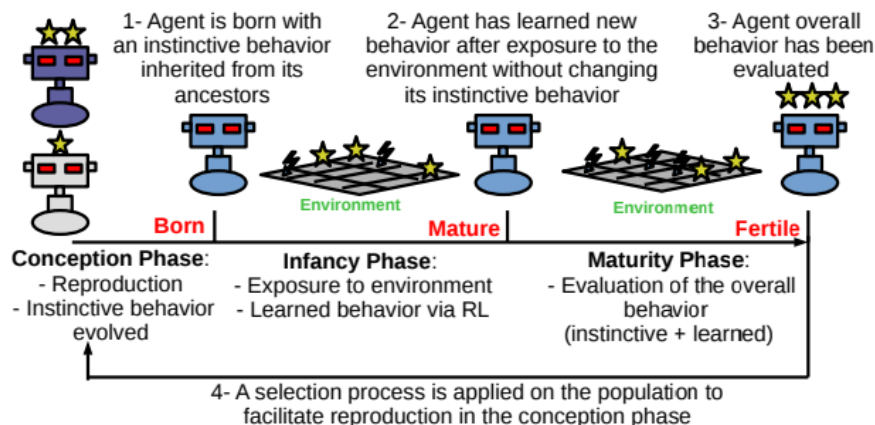 1- Agent is born with
an instinctive behavior
inherited from its
ancestors
2- Agent has learned new
behavior after exposure to the
environment without changing
its instinctive behavior
3- Agent overall
behavior has been
evaluated
Environment
Environment
Born
Mature
Fertile
Conception Phase:
- Reproduction
- Instinctive behavior
evolved
Infancy Phase:
- Exposure to environment
- Learned behavior via RL
Maturity Phase:
- Evaluation of the overall
behavior
(instinctive + learned)
4- A selection process is applied on the population to
facilitate reproduction in the conception phase